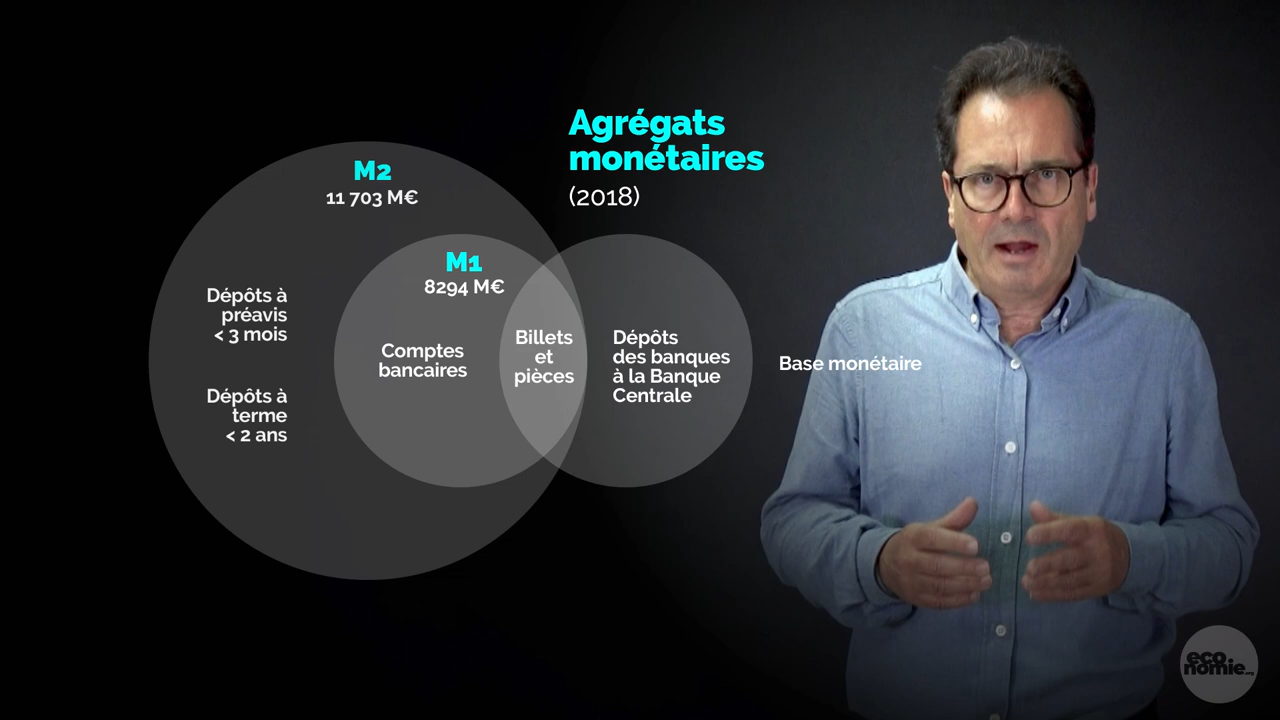 Agrégats
monétaires
(2018)
M2
11 703 M€
M1
8294 M€
Dépôts à
préavis
< 3 mois
Dépôts à
terme
< 2 ans
Comptes
bancaires
Billets
et
pièces
Dépôts
des banques
à la Banque
Centrale
Base monétaire
eco
nomie.org